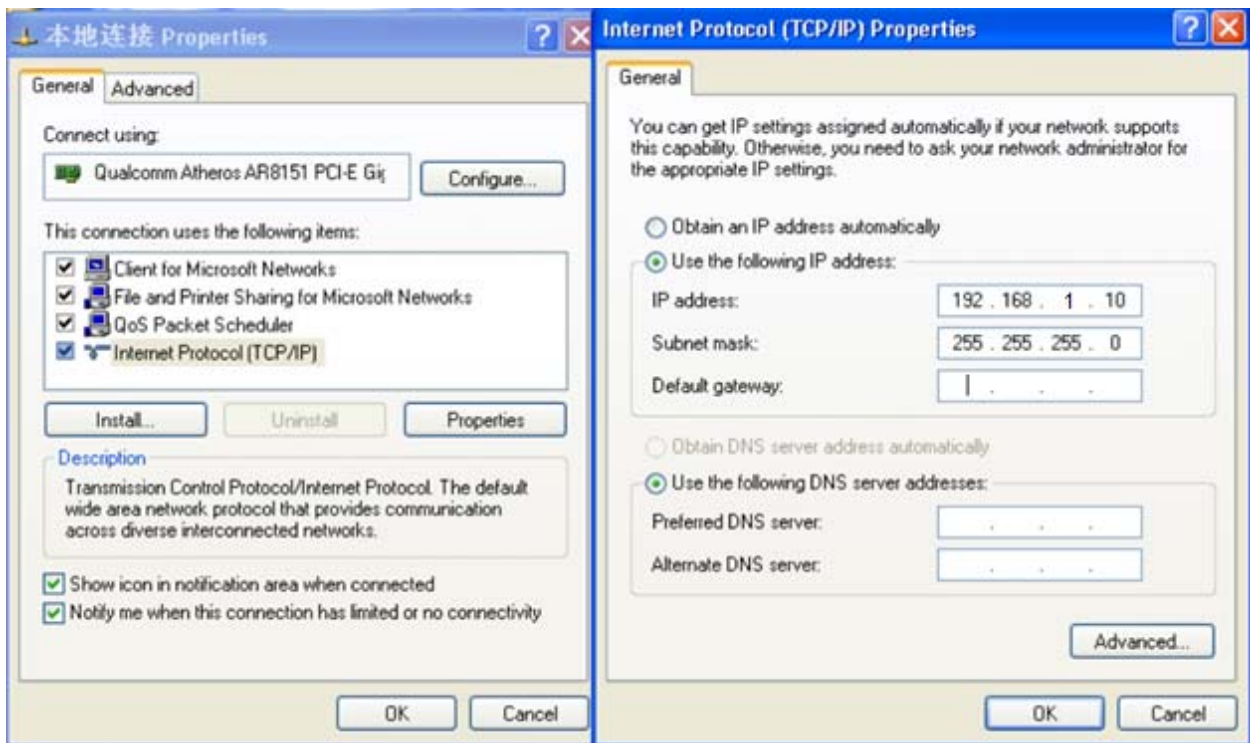 本地连接 Properties
General
Advanced
Connect using:
Qualcomm Atheros AR8151 PCI-E Gig
Configure...
This connection uses the following items:
Client for Microsoft Networks
File and Printer Sharing for Microsoft Networks
QoS Packet Scheduler
Internet Protocol (TCP/IP)
Install...
Uninstall
Properties
Description
Transmission Control Protocol/Internet Protocol. The default
wide area network protocol that provides communication
across diverse interconnected networks.
Show icon in notification area when connected
Notify me when this connection has limited or no connectivity
OK
Cancel
Internet Protocol (TCP/IP) Properties
General
You can get IP settings assigned automatically if your network supports
this capability. Otherwise, you need to ask your network administrator for
the appropriate IP settings.
Obtain an IP address automatically
Use the following IP address:
IP address:
192 . 168 . 1 . 10
Subnet mask:
255 . 255 . 255 . 0
Default gateway:
. . .
Obtain DNS server address automatically
Use the following DNS server addresses:
Preferred DNS server:
. . .
Alternate DNS server:
. . .
Advanced...
OK
Cancel